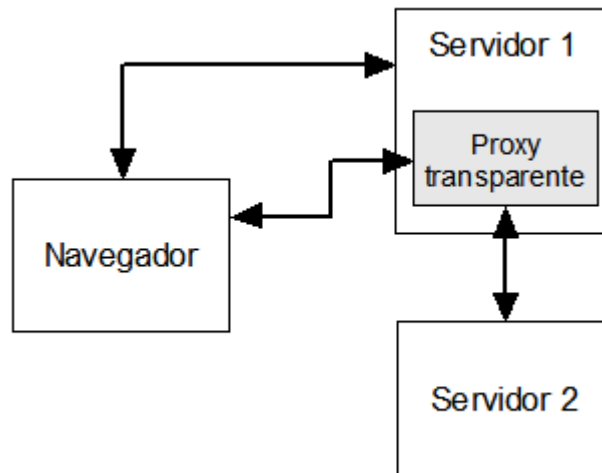 Servidor 1
Proxy
transparente
Navegador
Servidor 2